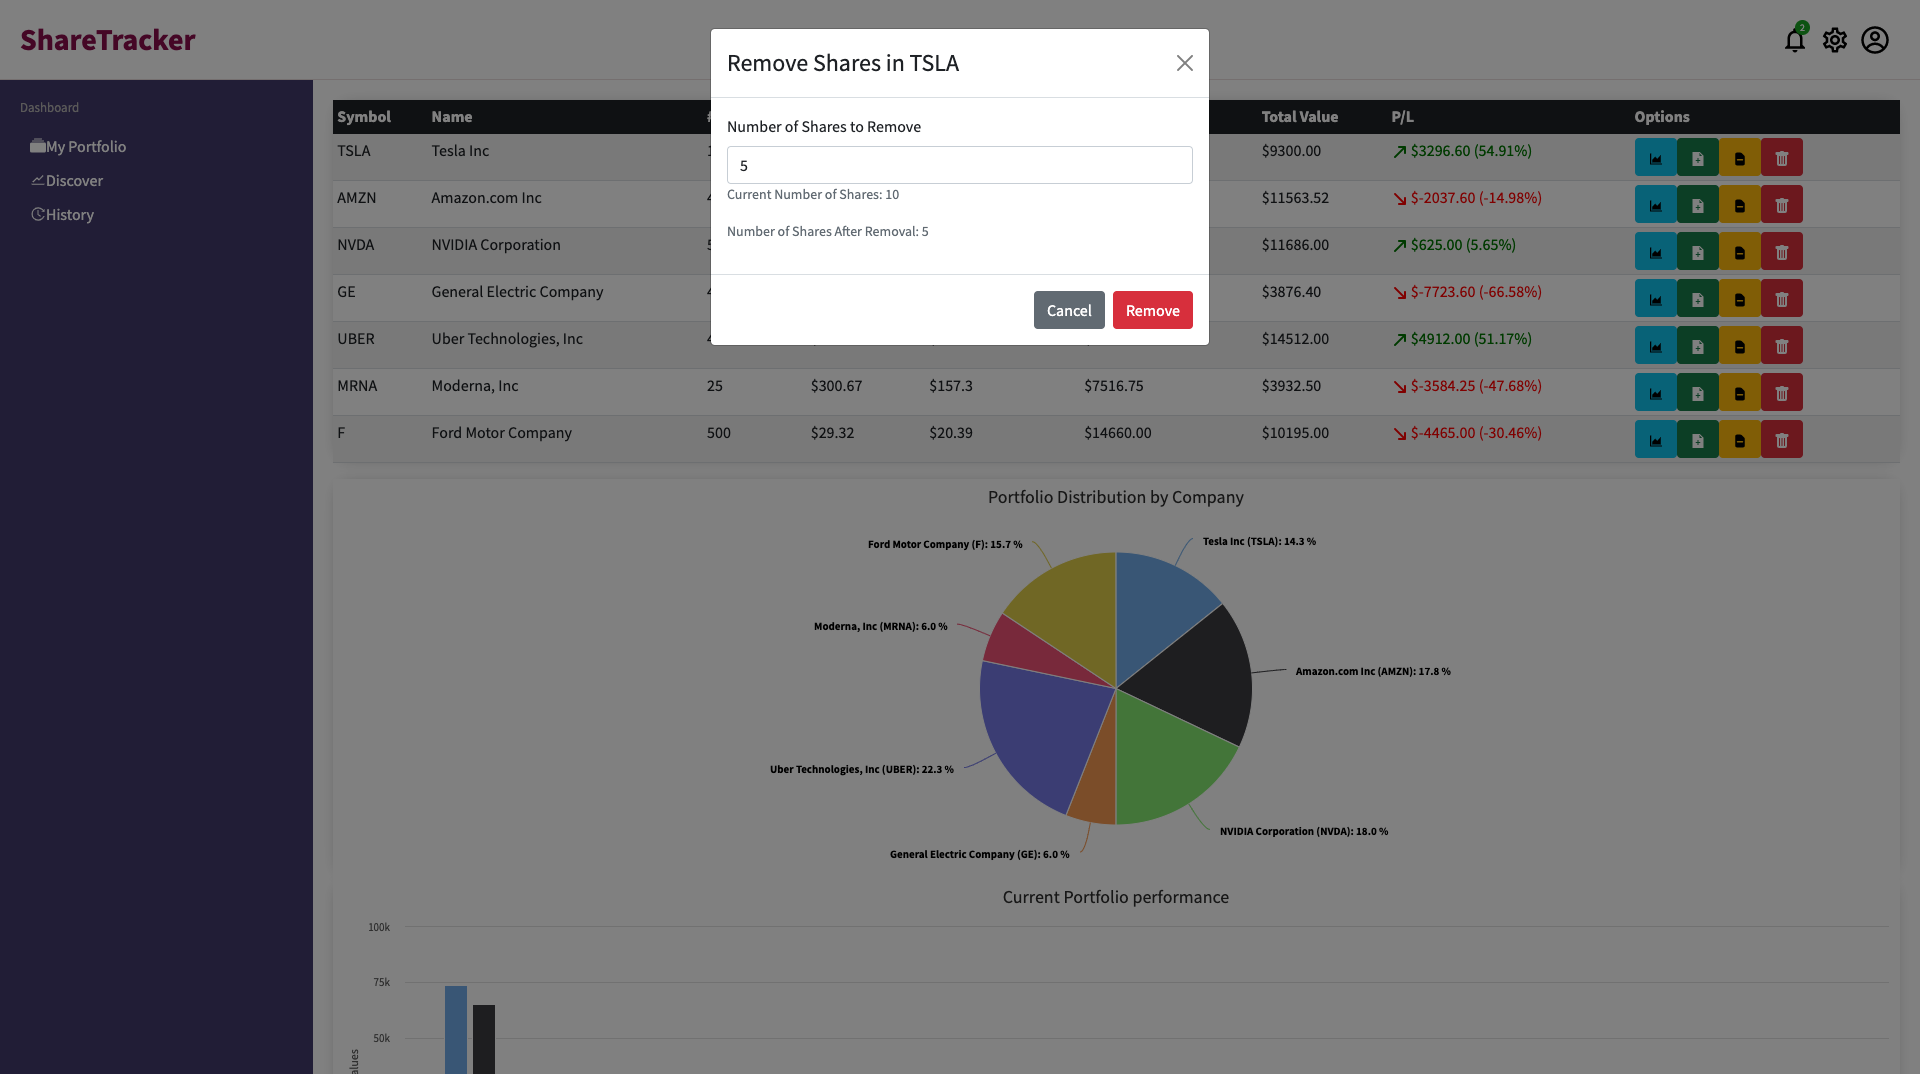 ShareTracker
2
Dashboard
My Portfolio
Discover
History
Remove Shares in TSLA
Number of Shares to Remove
5
Current Number of Shares: 10
Number of Shares After Removal: 5
Cancel Remove
Symbol Name Total Value P/L Options
TSLA Tesla Inc $9300.00 $3296.60 (54.91%)
AMZN Amazon.com Inc $11563.52 $-2037.60 (-14.98%)
NVDA NVIDIA Corporation $11686.00 $625.00 (5.65%)
GE General Electric Company $3876.40 $-7723.60 (-66.58%)
UBER Uber Technologies, Inc $14512.00 $4912.00 (51.17%)
MRNA Moderna, Inc 25 $300.67 $157.3 $7516.75 $3932.50 $-3584.25 (-47.68%)
F Ford Motor Company 500 $29.32 $20.39 $14660.00 $10195.00 $-4465.00 (-30.46%)
Portfolio Distribution by Company
Tesla Inc (TSLA): 14.3 %
Ford Motor Company (F): 15.7 %
Moderna, Inc (MRNA): 6.0 %
Amazon.com Inc (AMZN): 17.8 %
Uber Technologies, Inc (UBER): 22.3 %
NVIDIA Corporation (NVDA): 18.0 %
General Electric Company (GE): 6.0 %
Current Portfolio performance
100k
75k
50k